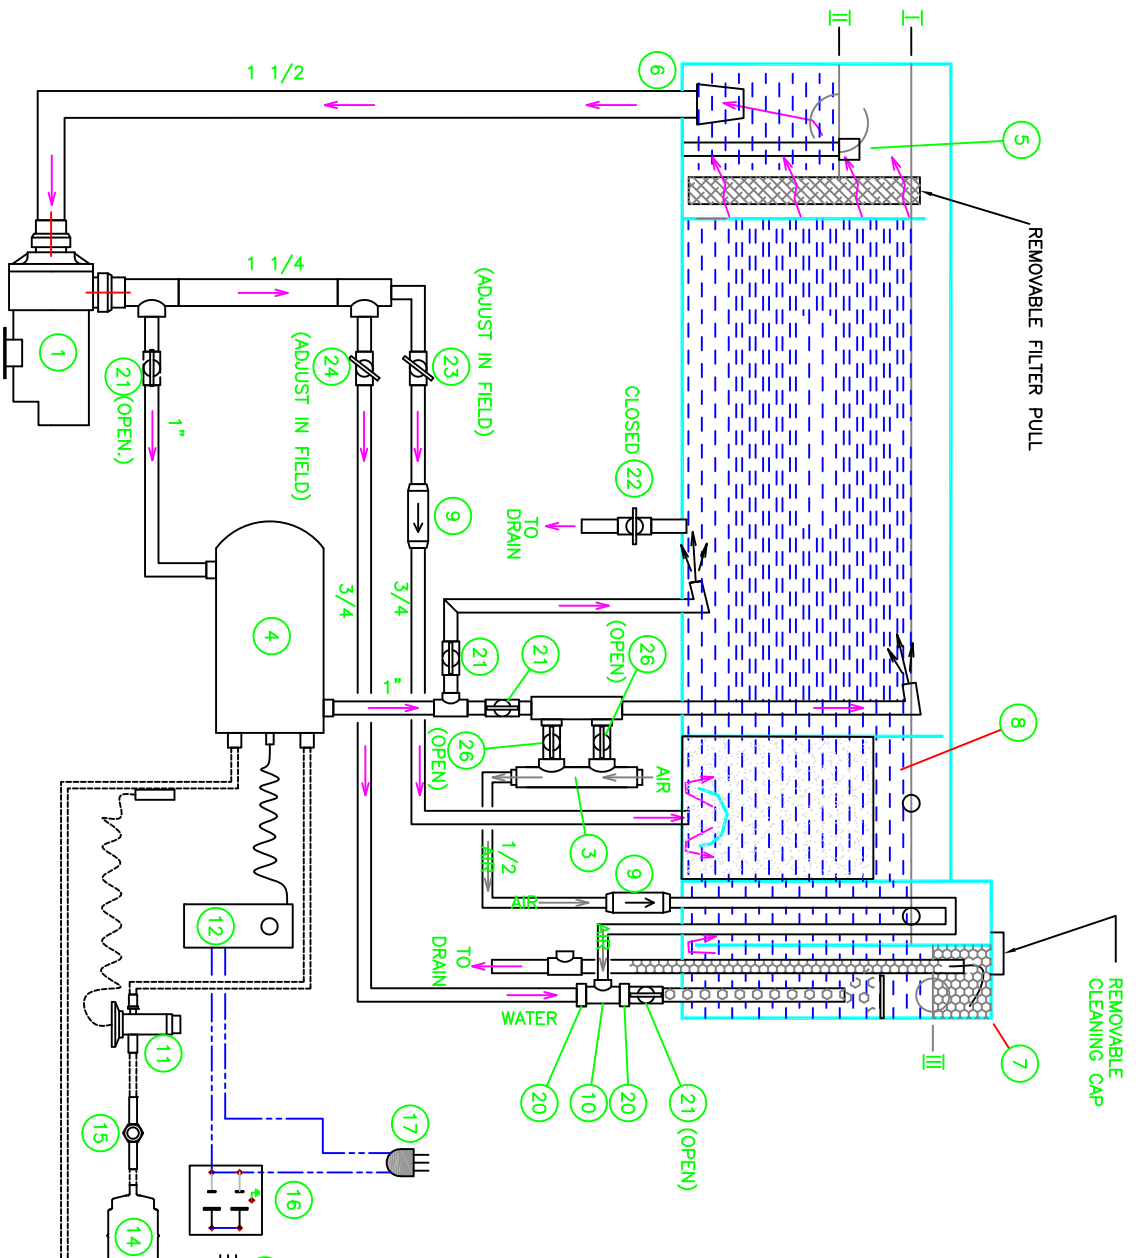 I
II
5
6
1 1/2
REMOVABLE FILTER PULL
1 1/4
(ADJUST IN FIELD)
23
24
(ADJUST IN FIELD)
1
21(OPEN.)
1"
CLOSED 22
9
TO
DRAIN
4
3/4
3/4
21
21
26
(OPEN)
1"
26
(OPEN)
8
AIR
3
1/2
AIR
AIR
9
AIR
12
TO
DRAIN
WATER
REMOVABLE
CLEANING CAP
7
III
11
20
10
20
21 (OPEN)
15
17
16
14